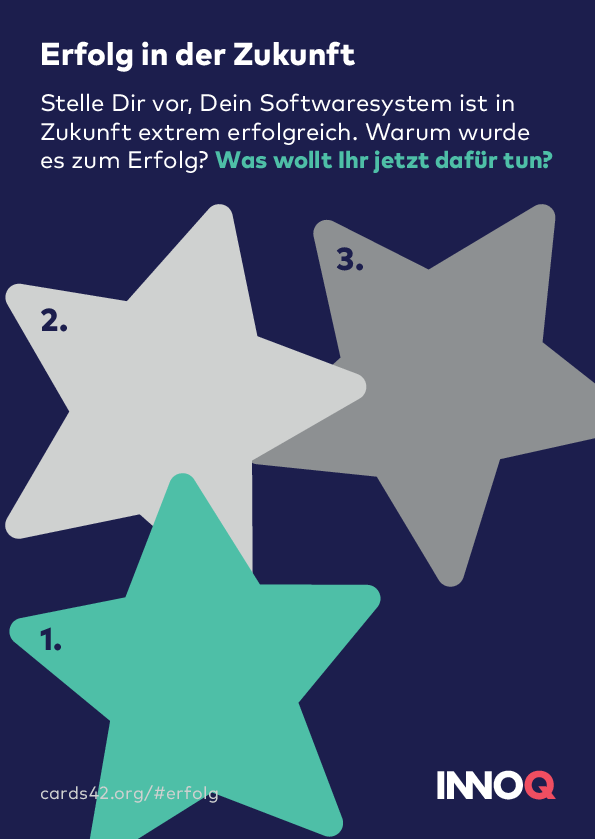 Erfolg in der Zukunft
Stelle Dir vor, Dein Softwaresystem ist in
Zukunft extrem erfolgreich. Warum wurde
es zum Erfolg? Was wollt Ihr jetzt dafür tun?
3.
2.
1.
cards42.org/#erfolg
INNOQ